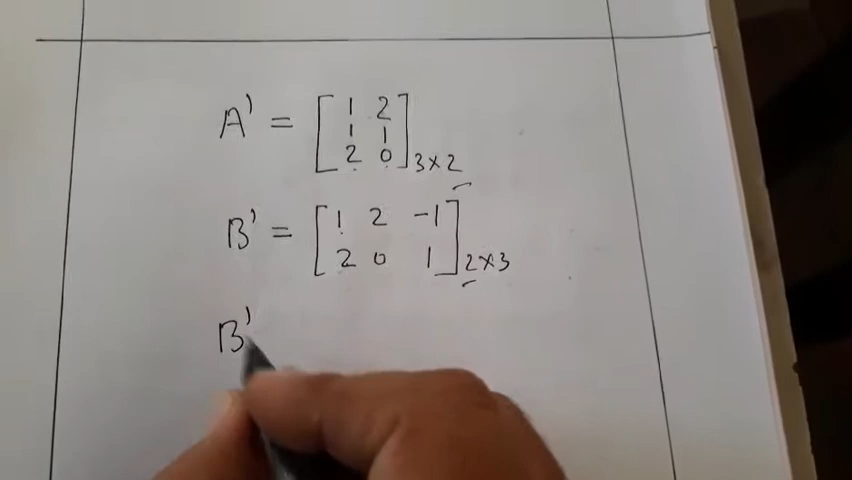 A' = [ 1 2
1 1
2 0 ] 3×2
B' = [ 1 2 -1
2 0 1 ] 2×3
B'